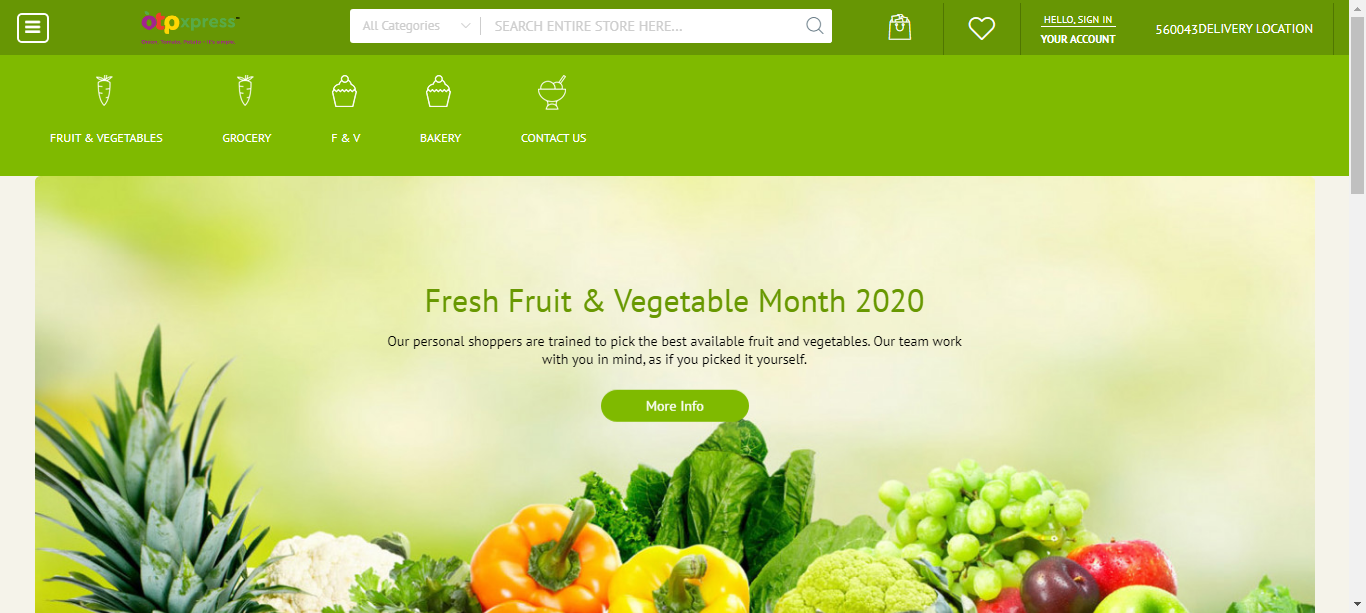 otpxpress
All Categories
SEARCH ENTIRE STORE HERE...
0
HELLO, SIGN IN
YOUR ACCOUNT
560043DELIVERY LOCATION
FRUIT & VEGETABLES
GROCERY
F & V
BAKERY
CONTACT US
Fresh Fruit & Vegetable Month 2020
Our personal shoppers are trained to pick the best available fruit and vegetables. Our team work
with you in mind, as if you picked it yourself.
More Info